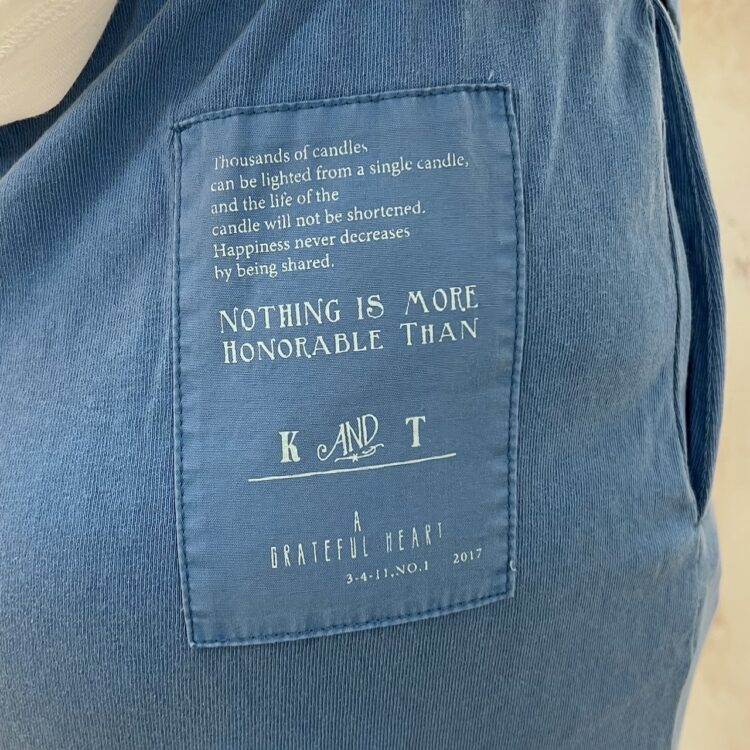 Thousands of candles
can be lighted from a single candle,
and the life of the
candle will not be shortened.
Happiness never decreases
by being shared.
NOTHING IS MORE
HONORABLE THAN
K AND T
A
GRATEFUL HEART
3-4-11.NO.1 2017